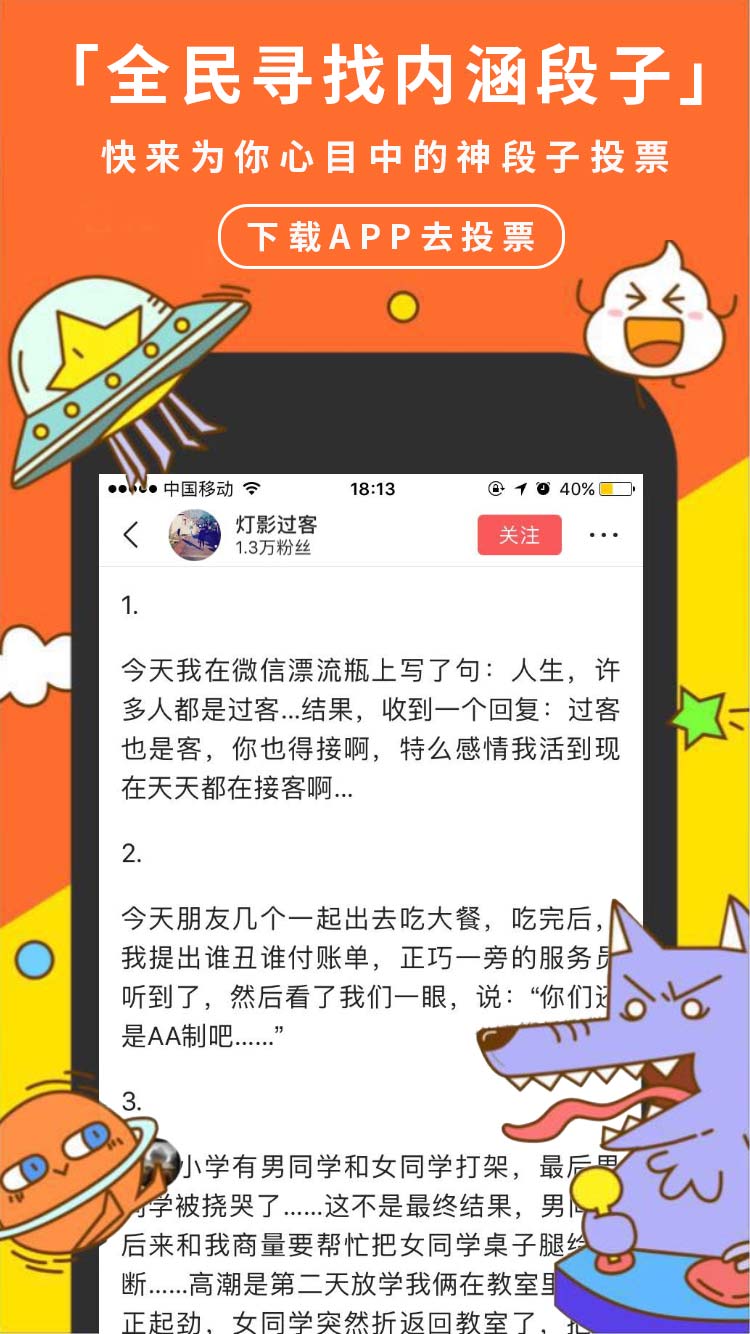 「全民寻找内涵段子」
快来为你心目中的神段子投票
下载APP去投票
中国移动 18:13 40%
灯影过客
1.3万粉丝
关注
1.
今天我在微信漂流瓶上写了句：人生，许
多人都是过客...结果，收到一个回复：过客
也是客，你也得接啊，特么感情我活到现
在天天都在接客啊...
2.
今天朋友几个一起出去吃大餐，吃完后，
我提出谁丑谁付账单，正巧一旁的服务员
听到了，然后看了我们一眼，说：“你们还
是AA制吧......”
3.
小学有男同学和女同学打架，最后男
同学被挠哭了......这不是最终结果，男同
后来和我商量要帮忙把女同学桌子腿给
断......高潮是第二天放学我俩在教室里
正起劲，女同学突然折返回教室了，把